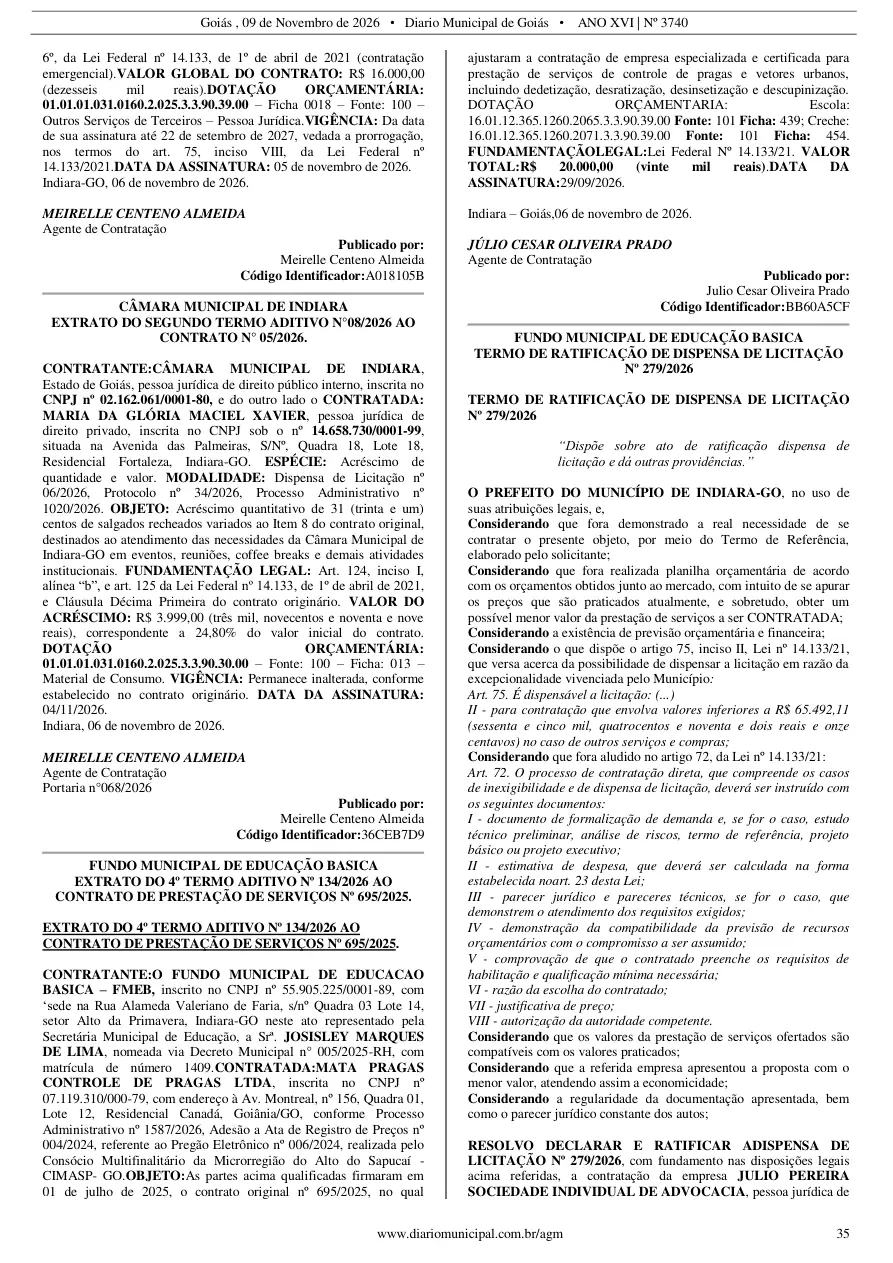 Goiás , 09 de Novembro de 2026 • Diario Municipal de Goiás • ANO XVI | Nº 3740
6º, da Lei Federal nº 14.133, de 1º de abril de 2021 (contratação
emergencial).VALOR GLOBAL DO CONTRATO: R$ 16.000,00
(dezesseis mil reais).DOTAÇÃO ORÇAMENTÁRIA:
01.01.01.031.0160.2.025.3.3.90.39.00 – Ficha 0018 – Fonte: 100 –
Outros Serviços de Terceiros – Pessoa Jurídica.VIGÊNCIA: Da data
de sua assinatura até 22 de setembro de 2027, vedada a prorrogação,
nos termos do art. 75, inciso VIII, da Lei Federal nº
14.133/2021.DATA DA ASSINATURA: 05 de novembro de 2026.
Indiara-GO, 06 de novembro de 2026.
MEIRELLE CENTENO ALMEIDA
Agente de Contratação
Publicado por:
Meirelle Centeno Almeida
Código Identificador:A018105B
CÂMARA MUNICIPAL DE INDIARA
EXTRATO DO SEGUNDO TERMO ADITIVO N°08/2026 AO
CONTRATO N° 05/2026.
CONTRATANTE:CÂMARA MUNICIPAL DE INDIARA,
Estado de Goiás, pessoa jurídica de direito público interno, inscrita no
CNPJ nº 02.162.061/0001-80, e do outro lado o CONTRATADA:
MARIA DA GLÓRIA MACIEL XAVIER, pessoa jurídica de
direito privado, inscrita no CNPJ sob o nº 14.658.730/0001-99,
situada na Avenida das Palmeiras, S/Nº, Quadra 18, Lote 18,
Residencial Fortaleza, Indiara-GO. ESPÉCIE: Acréscimo de
quantidade e valor. MODALIDADE: Dispensa de Licitação nº
06/2026, Protocolo nº 34/2026, Processo Administrativo nº
1020/2026. OBJETO: Acréscimo quantitativo de 31 (trinta e um)
centos de salgados recheados variados ao Item 8 do contrato original,
destinados ao atendimento das necessidades da Câmara Municipal de
Indiara-GO em eventos, reuniões, coffee breaks e demais atividades
institucionais. FUNDAMENTAÇÃO LEGAL: Art. 124, inciso I,
alínea “b”, e art. 125 da Lei Federal nº 14.133, de 1º de abril de 2021,
e Cláusula Décima Primeira do contrato originário. VALOR DO
ACRÉSCIMO: R$ 3.999,00 (três mil, novecentos e noventa e nove
reais), correspondente a 24,80% do valor inicial do contrato.
DOTAÇÃO ORÇAMENTÁRIA:
01.01.01.031.0160.2.025.3.3.90.30.00 – Fonte: 100 – Ficha: 013 –
Material de Consumo. VIGÊNCIA: Permanece inalterada, conforme
estabelecido no contrato originário. DATA DA ASSINATURA:
04/11/2026.
Indiara, 06 de novembro de 2026.
MEIRELLE CENTENO ALMEIDA
Agente de Contratação
Portaria n°068/2026
Publicado por:
Meirelle Centeno Almeida
Código Identificador:36CEB7D9
FUNDO MUNICIPAL DE EDUCAÇÃO BASICA
EXTRATO DO 4º TERMO ADITIVO Nº 134/2026 AO
CONTRATO DE PRESTAÇÃO DE SERVIÇOS Nº 695/2025.
EXTRATO DO 4º TERMO ADITIVO Nº 134/2026 AO
CONTRATO DE PRESTAÇÃO DE SERVIÇOS Nº 695/2025.
CONTRATANTE:O FUNDO MUNICIPAL DE EDUCACAO
BASICA – FMEB, inscrito no CNPJ nº 55.905.225/0001-89, com
‘sede na Rua Alameda Valeriano de Faria, s/nº Quadra 03 Lote 14,
setor Alto da Primavera, Indiara-GO neste ato representado pela
Secretária Municipal de Educação, a Srª. JOSISLEY MARQUES
DE LIMA, nomeada via Decreto Municipal n° 005/2025-RH, com
matrícula de número 1409.CONTRATADA:MATA PRAGAS
CONTROLE DE PRAGAS LTDA, inscrita no CNPJ nº
07.119.310/000-79, com endereço à Av. Montreal, nº 156, Quadra 01,
Lote 12, Residencial Canadá, Goiânia/GO, conforme Processo
Administrativo nº 1587/2026, Adesão a Ata de Registro de Preços nº
004/2024, referente ao Pregão Eletrônico nº 006/2024, realizada pelo
Consócio Multifinalitário da Microrregião do Alto do Sapucaí -
CIMASP- GO.OBJETO:As partes acima qualificadas firmaram em
01 de julho de 2025, o contrato original nº 695/2025, no qual
ajustaram a contratação de empresa especializada e certificada para
prestação de serviços de controle de pragas e vetores urbanos,
incluindo dedetização, desratização, desinsetização e descupinização.
DOTAÇÃO ORÇAMENTARIA: Escola:
16.01.12.365.1260.2065.3.3.90.39.00 Fonte: 101 Ficha: 439; Creche:
16.01.12.365.1260.2071.3.3.90.39.00 Fonte: 101 Ficha: 454.
FUNDAMENTAÇÃOLEGAL:Lei Federal Nº 14.133/21. VALOR
TOTAL:R$ 20.000,00 (vinte mil reais).DATA DA
ASSINATURA:29/09/2026.
Indiara – Goiás,06 de novembro de 2026.
JÚLIO CESAR OLIVEIRA PRADO
Agente de Contratação
Publicado por:
Julio Cesar Oliveira Prado
Código Identificador:BB60A5CF
FUNDO MUNICIPAL DE EDUCAÇÃO BASICA
TERMO DE RATIFICAÇÃO DE DISPENSA DE LICITAÇÃO
Nº 279/2026
TERMO DE RATIFICAÇÃO DE DISPENSA DE LICITAÇÃO
Nº 279/2026
“Dispõe sobre ato de ratificação dispensa de
licitação e dá outras providências.”
O PREFEITO DO MUNICÍPIO DE INDIARA-GO, no uso de
suas atribuições legais, e,
Considerando que fora demonstrado a real necessidade de se
contratar o presente objeto, por meio do Termo de Referência,
elaborado pelo solicitante;
Considerando que fora realizada planilha orçamentária de acordo
com os orçamentos obtidos junto ao mercado, com intuito de se apurar
os preços que são praticados atualmente, e sobretudo, obter um
possível menor valor da prestação de serviços a ser CONTRATADA;
Considerando a existência de previsão orçamentária e financeira;
Considerando o que dispõe o artigo 75, inciso II, Lei nº 14.133/21,
que versa acerca da possibilidade de dispensar a licitação em razão da
excepcionalidade vivenciada pelo Município:
Art. 75. É dispensável a licitação: (...)
II - para contratação que envolva valores inferiores a R$ 65.492,11
(sessenta e cinco mil, quatrocentos e noventa e dois reais e onze
centavos) no caso de outros serviços e compras;
Considerando que fora aludido no artigo 72, da Lei nº 14.133/21:
Art. 72. O processo de contratação direta, que compreende os casos
de inexigibilidade e de dispensa de licitação, deverá ser instruído com
os seguintes documentos:
I - documento de formalização de demanda e, se for o caso, estudo
técnico preliminar, análise de riscos, termo de referência, projeto
básico ou projeto executivo;
II - estimativa de despesa, que deverá ser calculada na forma
estabelecida noart. 23 desta Lei;
III - parecer jurídico e pareceres técnicos, se for o caso, que
demonstrem o atendimento dos requisitos exigidos;
IV - demonstração da compatibilidade da previsão de recursos
orçamentários com o compromisso a ser assumido;
V - comprovação de que o contratado preenche os requisitos de
habilitação e qualificação mínima necessária;
VI - razão da escolha do contratado;
VII - justificativa de preço;
VIII - autorização da autoridade competente.
Considerando que os valores da prestação de serviços ofertados são
compatíveis com os valores praticados;
Considerando que a referida empresa apresentou a proposta com o
menor valor, atendendo assim a economicidade;
Considerando a regularidade da documentação apresentada, bem
como o parecer jurídico constante dos autos;
RESOLVO DECLARAR E RATIFICAR ADISPENSA DE
LICITAÇÃO Nº 279/2026, com fundamento nas disposições legais
acima referidas, a contratação da empresa JULIO PEREIRA
SOCIEDADE INDIVIDUAL DE ADVOCACIA, pessoa jurídica de
www.diariomunicipal.com.br/agm 35